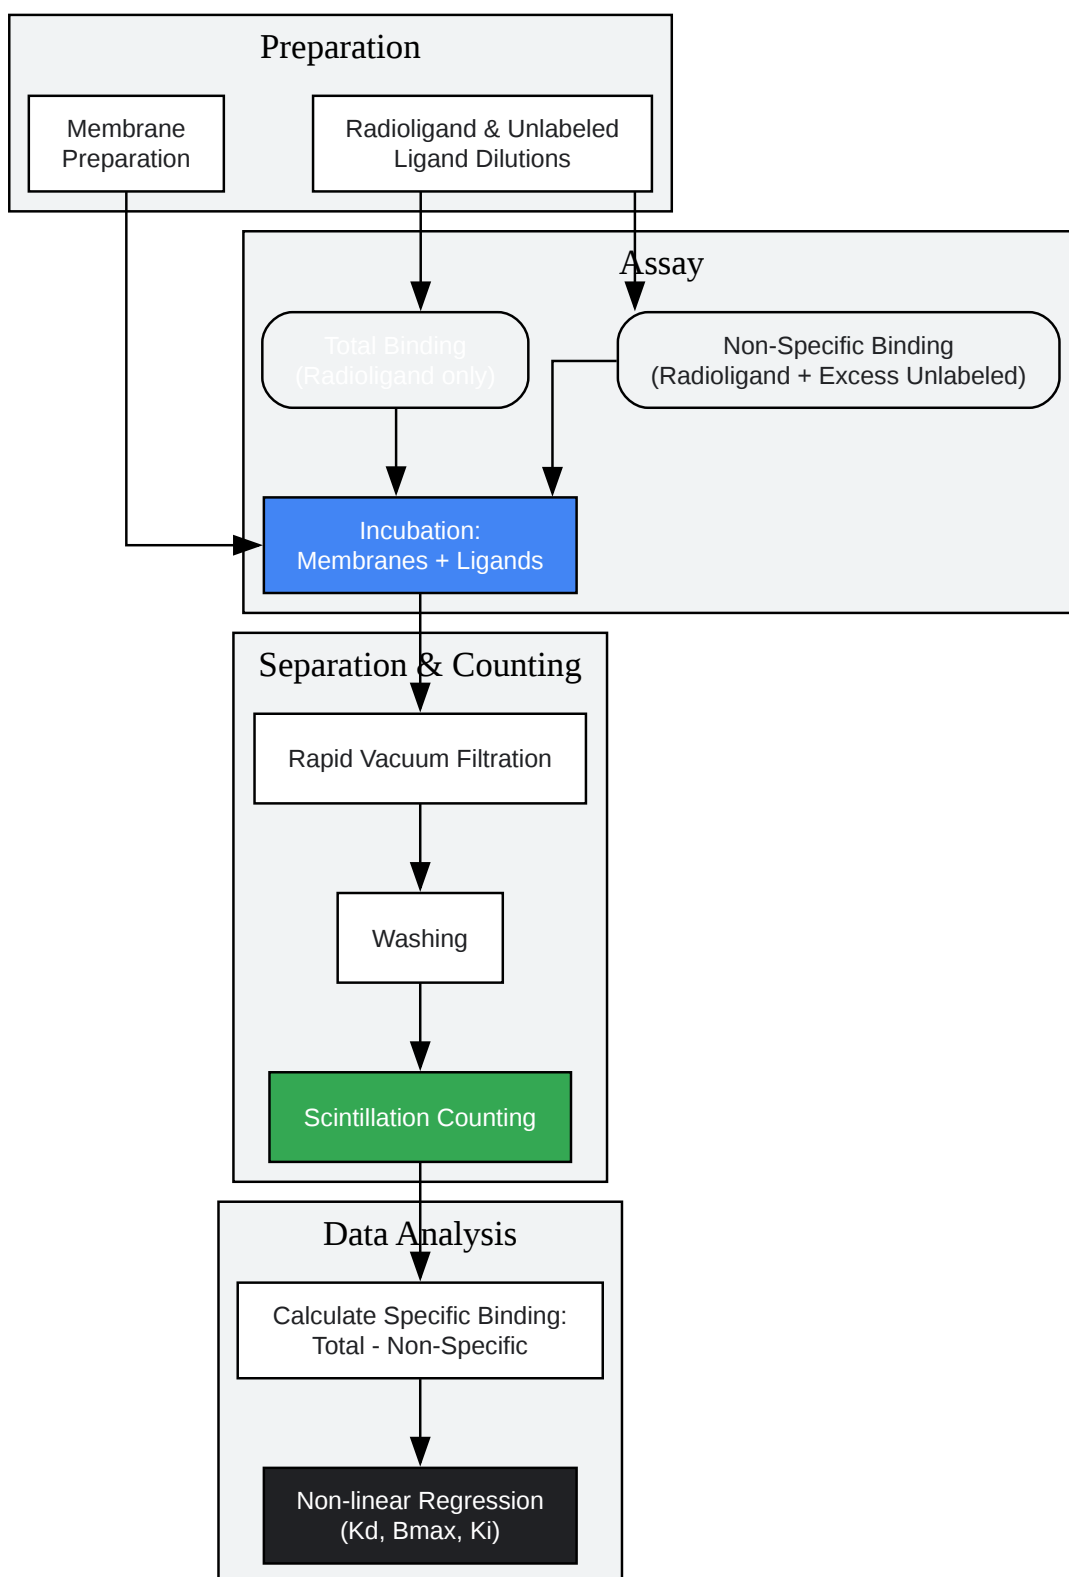 Preparation
Membrane
Preparation
Radioligand & Unlabeled
Ligand Dilutions
Assay
Total Binding
(Radioligand only)
Non-Specific Binding
(Radioligand + Excess Unlabeled)
Incubation:
Membranes + Ligands
Separation & Counting
Rapid Vacuum Filtration
Washing
Scintillation Counting
Data Analysis
Calculate Specific Binding:
Total - Non-Specific
Non-linear Regression
(Kd, Bmax, Ki)